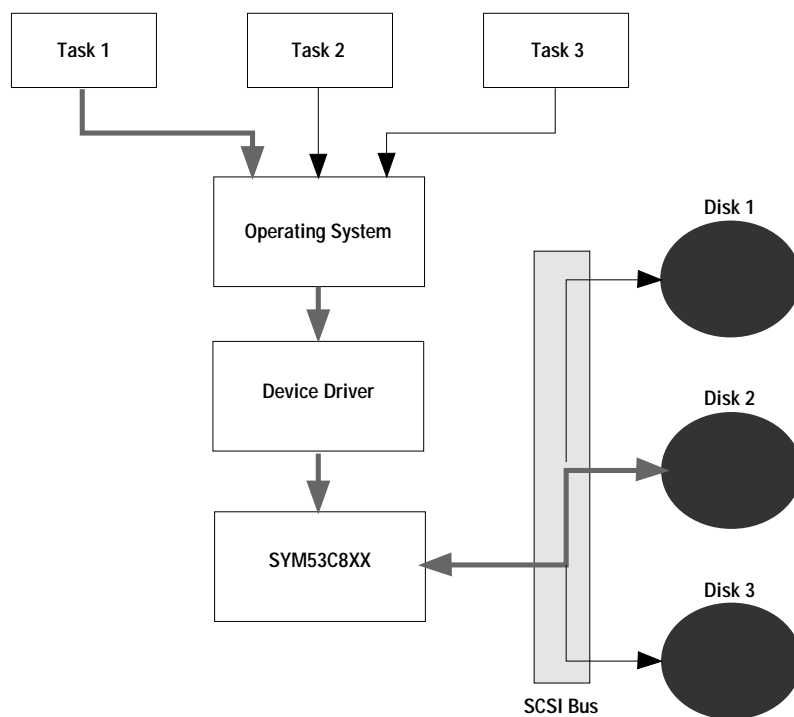 Task 1
Task 2
Task 3
Operating System
Disk 1
Device Driver
Disk 2
SYM53C8XX
Disk 3
SCSI Bus